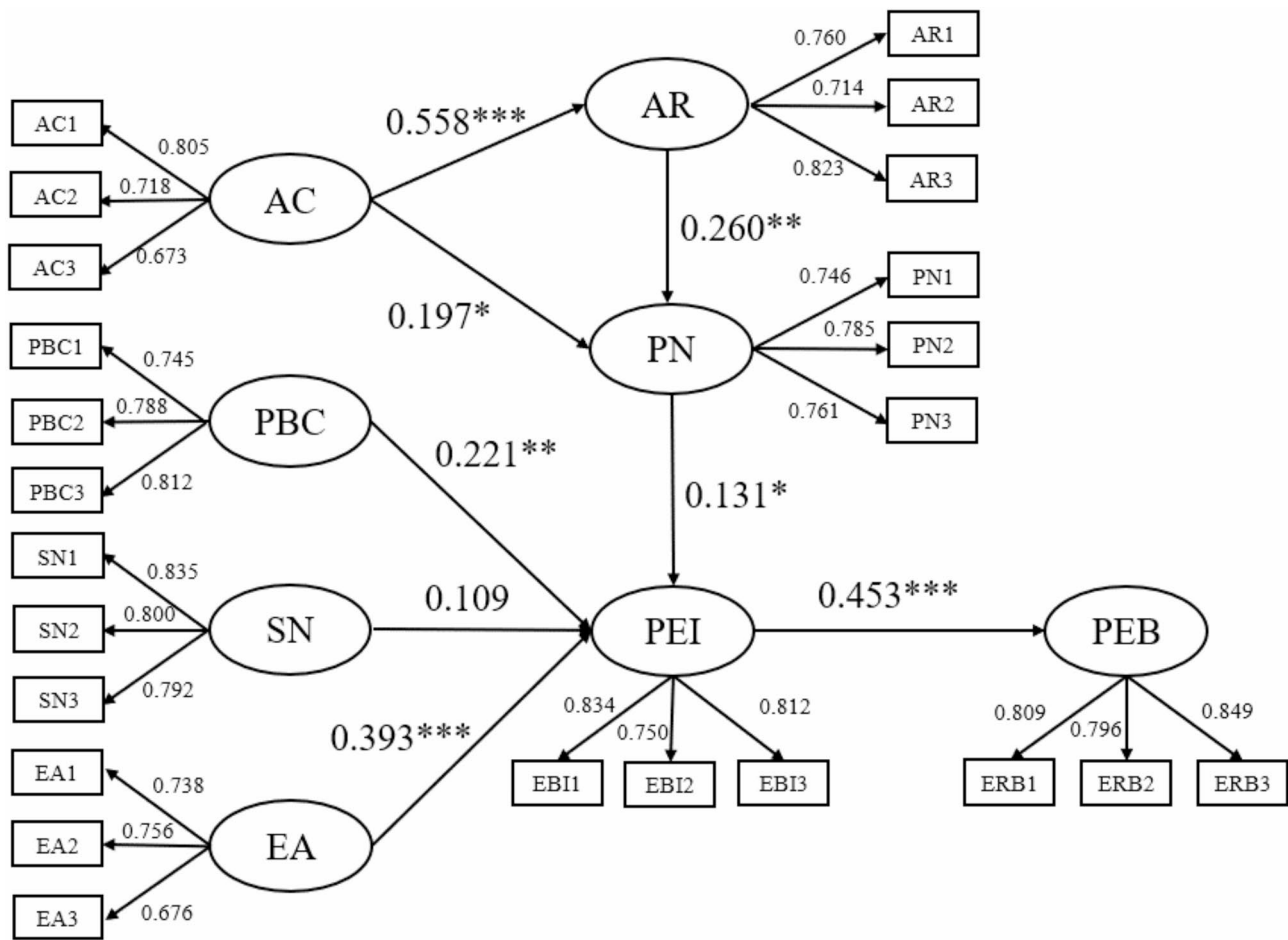 AR1
0.760
AR
0.714
AR2
AC1
0.558***
0.805
0.823
AR3
AC2
0.718
AC
0.260**
AC3
0.673
0.746
PN1
0.197*
PBC1
0.745
PN
0.785
PN2
PBC2
0.788
PBC
0.761
PN3
0.221**
PBC3
0.812
0.131*
SN1
0.835
0.109
0.453***
SN2
0.800
SN
PEI
PEB
SN3
0.792
0.834
0.750
0.812
0.809
0.796
0.849
0.393***
EA1
0.738
EBI1
EBI2
EBI3
ERB1
ERB2
ERB3
EA2
0.756
EA
EA3
0.676